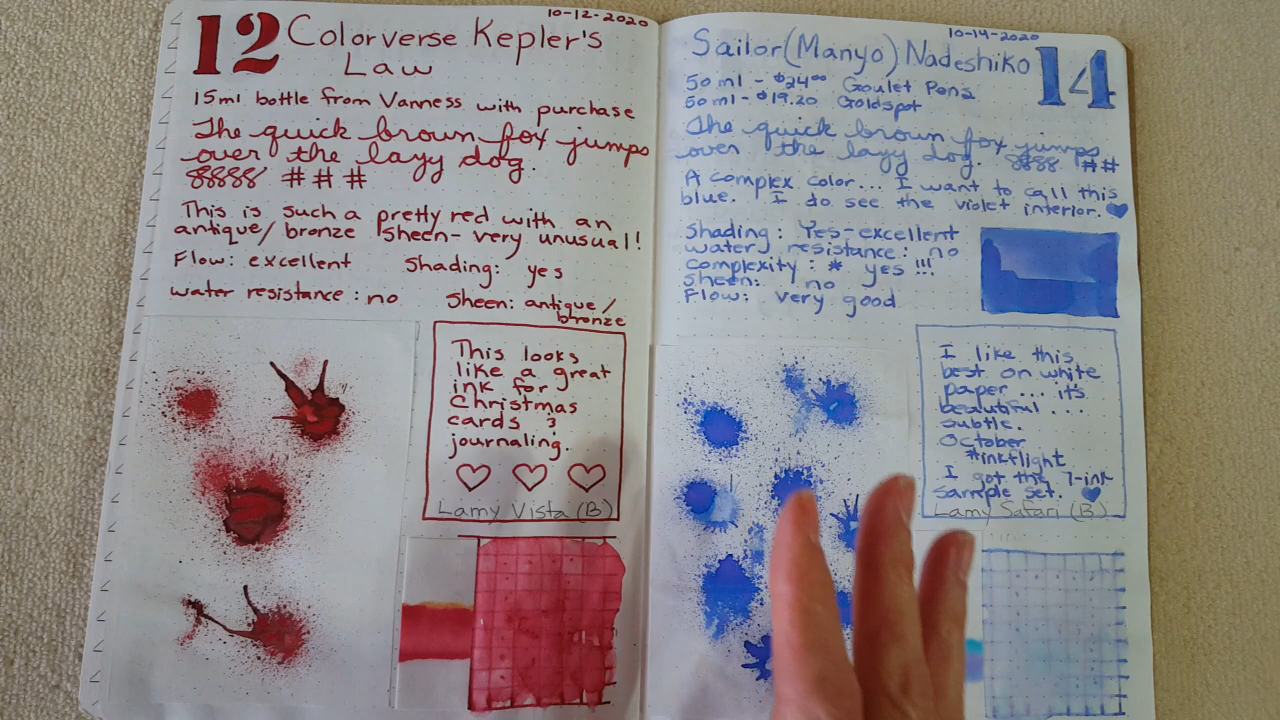 10-12-2020
12 Colorverse Kepler's
Law
15ml bottle from Vanness with purchase
The quick brown fox jumps
over the lazy dog.
8888 ###
This is such a pretty red with an
antique/bronze sheen- very unusual!
Flow: excellent Shading: yes
water resistance: no Sheen: antique/
bronze
This looks
like a great
ink for
Christmas
cards &
journaling.
Lamy Vista (B)
10-14-2020
Sailor (Manyo) Nadeshiko 14
50ml - $24.00 Goulet Pens
50ml - $19.20 Goldspot
The quick brown fox jumps
over the lazy dog. 8888 ##
A complex color... I want to call this
blue. I do see the violet interior.
Shading: Yes-excellent
water resistance: no
complexity: * yes!!!
Sheen: no
Flow: very good
I like this
best on white
paper... it's
beautiful...
subtle.
October
#inkflight
I got the 7-ink
sample set.
Lamy Safari (B)